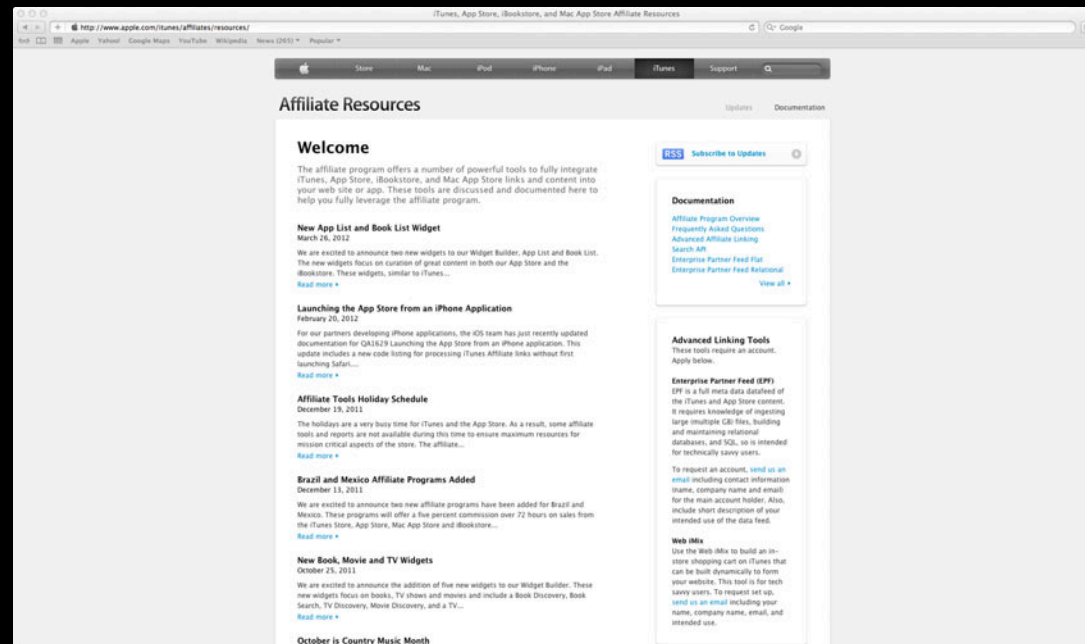 iTunes, App Store, iBookstore, and Mac App Store Affiliate Resources
http://www.apple.com/itunes/affiliates/resources/
Google
Apple Yahoo! Google Maps YouTube Wikipedia News (265) Popular
Store Mac iPod iPhone iPad iTunes Support
Affiliate Resources
Updates Documentation
Welcome
The affiliate program offers a number of powerful tools to fully integrate
iTunes, App Store, iBookstore, and Mac App Store links and content into
your web site or app. These tools are discussed and documented here to
help you fully leverage the affiliate program.
New App List and Book List Widget
March 26, 2012
We are excited to announce two new widgets to our Widget Builder, App List and Book List.
The new widgets focus on curation of great content in both our App Store and the
iBookstore. These widgets, similar to iTunes...
Read more
Launching the App Store from an iPhone Application
February 20, 2012
For our partners developing iPhone applications, the iOS team has just recently updated
documentation for QA1629 Launching the App Store from an iPhone application. This
update includes a new code listing for processing iTunes Affiliate links without first
launching Safari....
Read more
Affiliate Tools Holiday Schedule
December 19, 2011
The holidays are a very busy time for iTunes and the App Store. As a result, some affiliate
tools and reports are not available during this time to ensure maximum resources for
mission critical aspects of the store. The affiliate...
Read more
Brazil and Mexico Affiliate Programs Added
December 13, 2011
We are excited to announce two new affiliate programs have been added for Brazil and
Mexico. These programs will offer a five percent commission over 72 hours on sales from
the iTunes Store, App Store, Mac App Store and iBookstore...
Read more
New Book, Movie and TV Widgets
October 25, 2011
We are excited to announce the addition of five new widgets to our Widget Builder. These
new widgets focus on books, TV shows and movies and include a Book Discovery, Book
Search, TV Discovery, Movie Discovery, and a TV...
Read more
October is Country Music Month
RSS Subscribe to Updates
Documentation
Affiliate Program Overview
Frequently Asked Questions
Advanced Affiliate Linking
Search API
Enterprise Partner Feed Flat
Enterprise Partner Feed Relational
View all
Advanced Linking Tools
These tools require an account.
Apply below.
Enterprise Partner Feed (EPF)
EPF is a full meta data datafeed of
the iTunes and App Store content.
It requires knowledge of ingesting
large (multiple GB) files, building
and maintaining relational
databases, and SQL, so is intended
for technically savvy users.
To request an account, send us an
email including contact information
(name, company name and email)
for the main account holder. Also,
include short description of your
intended use of the data feed.
Web iMix
Use the Web iMix to build an in-
store shopping cart on iTunes that
can be built dynamically to form
your website. This tool is for tech
savvy users. To request set up,
send us an email including your
name, company name, email, and
intended use.